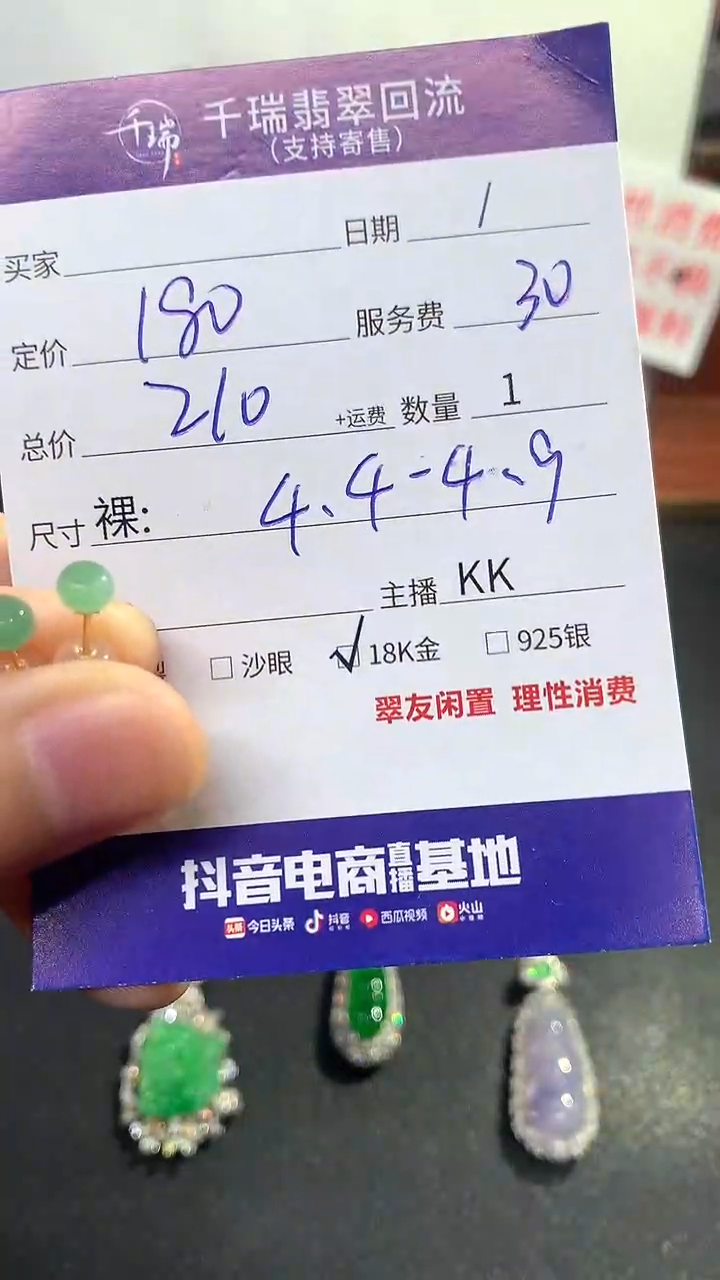 千瑞 千瑞翡翠回流
(支持寄售)
买家 日期 /
定价 180 服务费 30
总价 210 +运费 数量 1
尺寸 裸: 4.4-4.9
主播 KK
沙眼 √ 18K金 925银
翠友闲置 理性消费
抖音电商直播基地
头条 今日头条 抖音 西瓜视频 火山